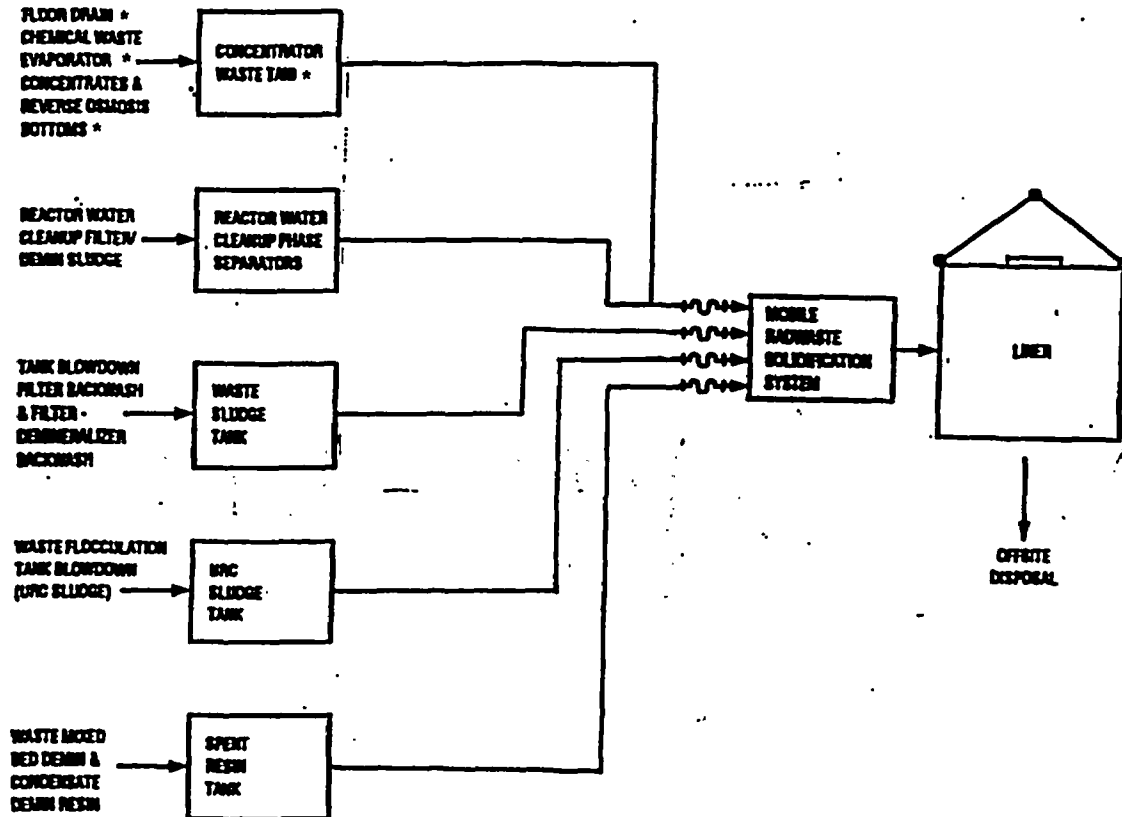 FLOOR DRAIN *
CHEMICAL WASTE
EVAPORATOR *
CONCENTRATES &
REVERSE OSMOSIS
BOTTOMS *
CONCENTRATOR
WASTE TANK *
REACTOR WATER
CLEANUP FILTER/
DEMIN SLUDGE
REACTOR WATER
CLEANUP PHASE
SEPARATORS
TANK BLOWDOWN
FILTER BACKWASH
& FILTER
DEMINERALIZER
BACKWASH
WASTE
SLUDGE
TANK
WASTE FLOCCULATION
TANK BLOWDOWN
(URC SLUDGE)
URC
SLUDGE
TANK
WASTE MIXED
BED DEMIN &
CONDENSATE
DEMIN RESIN
SPENT
RESIN
TANK
MOBILE
RADWASTE
SOLIDIFICATION
SYSTEM
LINER
OFFSITE
DISPOSAL